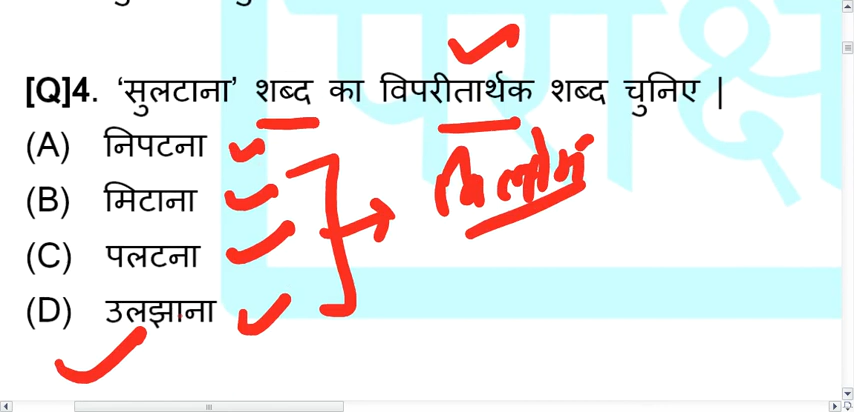 [Q]4. ‘सुलटाना’ शब्द का विपरीतार्थक शब्द चुनिए |
(A) निपटना
(B) मिटाना
विलोम
(C) पलटना
(D) उलझाना